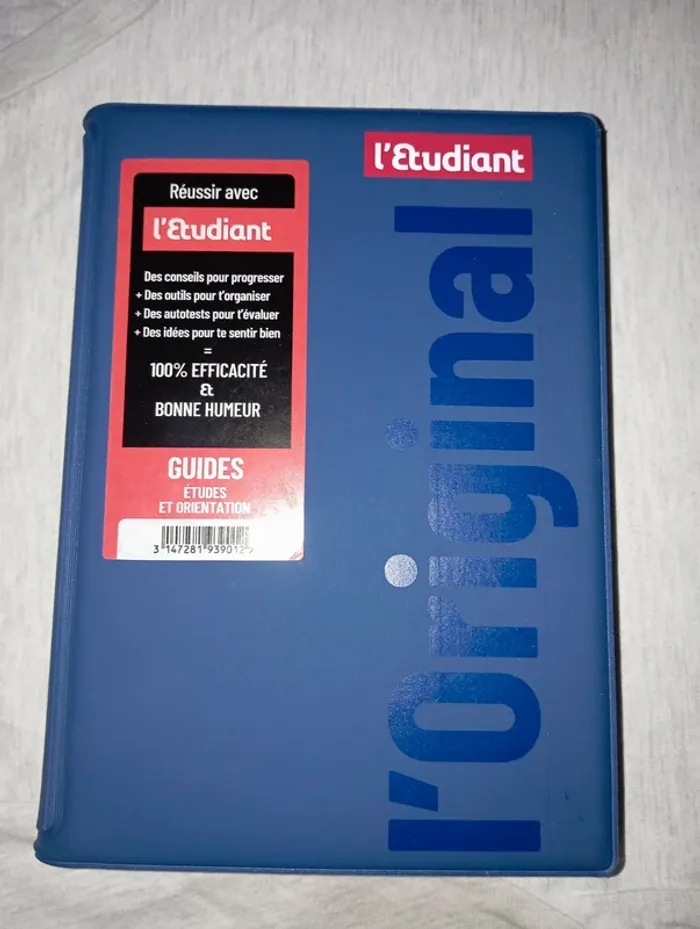 l'Etudiant
l'Original
Réussir avec
l'Etudiant
Des conseils pour progresser
+ Des outils pour t'organiser
+ Des autotests pour t'évaluer
+ Des idées pour te sentir bien
=
100% EFFICACITÉ
&
BONNE HUMEUR
GUIDES
ÉTUDES
ET ORIENTATION
3 147281 939012 >